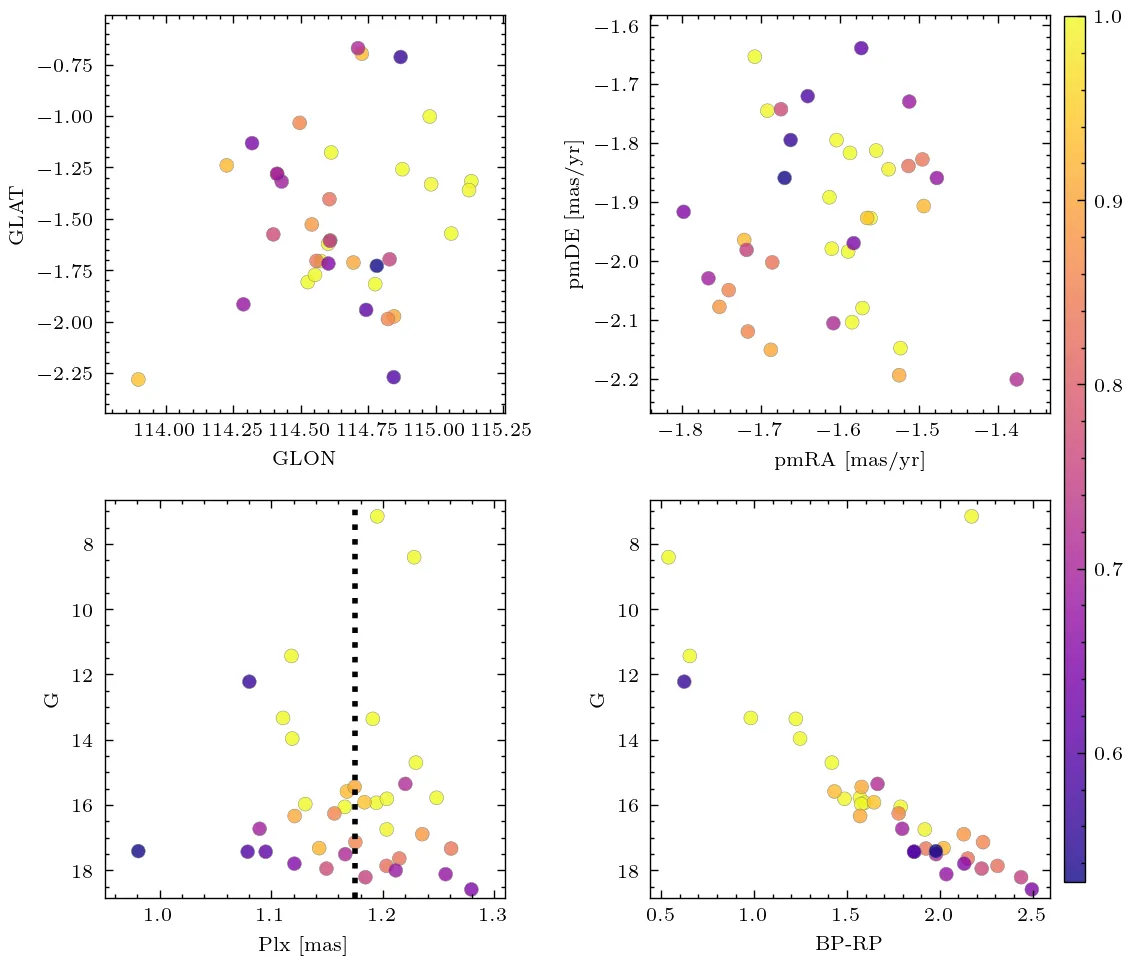 −0.75
−1.00
−1.25
−1.50
−1.75
−2.00
−2.25
GLAT
114.00 114.25 114.50 114.75 115.00 115.25
GLON
−1.6
−1.7
−1.8
−1.9
−2.0
−2.1
−2.2
pmDE [mas/yr]
−1.8 −1.7 −1.6 −1.5 −1.4
pmRA [mas/yr]
1.0
0.9
0.8
0.7
0.6
8
10
12
14
16
18
G
1.0 1.1 1.2 1.3
Plx [mas]
8
10
12
14
16
18
G
0.5 1.0 1.5 2.0 2.5
BP-RP